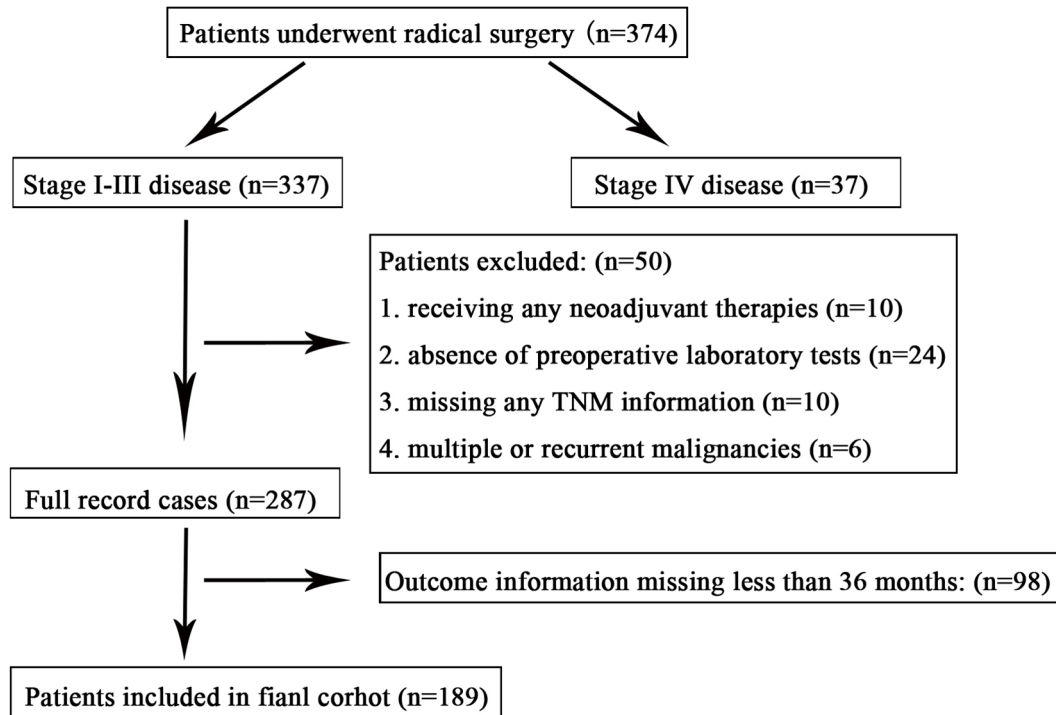 Patients underwent radical surgery (n=374)
Stage I-III disease (n=337)
Stage IV disease (n=37)
Patients excluded: (n=50)
1. receiving any neoadjuvant therapies (n=10)
2. absence of preoperative laboratory tests (n=24)
3. missing any TNM information (n=10)
4. multiple or recurrent malignancies (n=6)
Full record cases (n=287)
Outcome information missing less than 36 months: (n=98)
Patients included in fianl corhot (n=189)